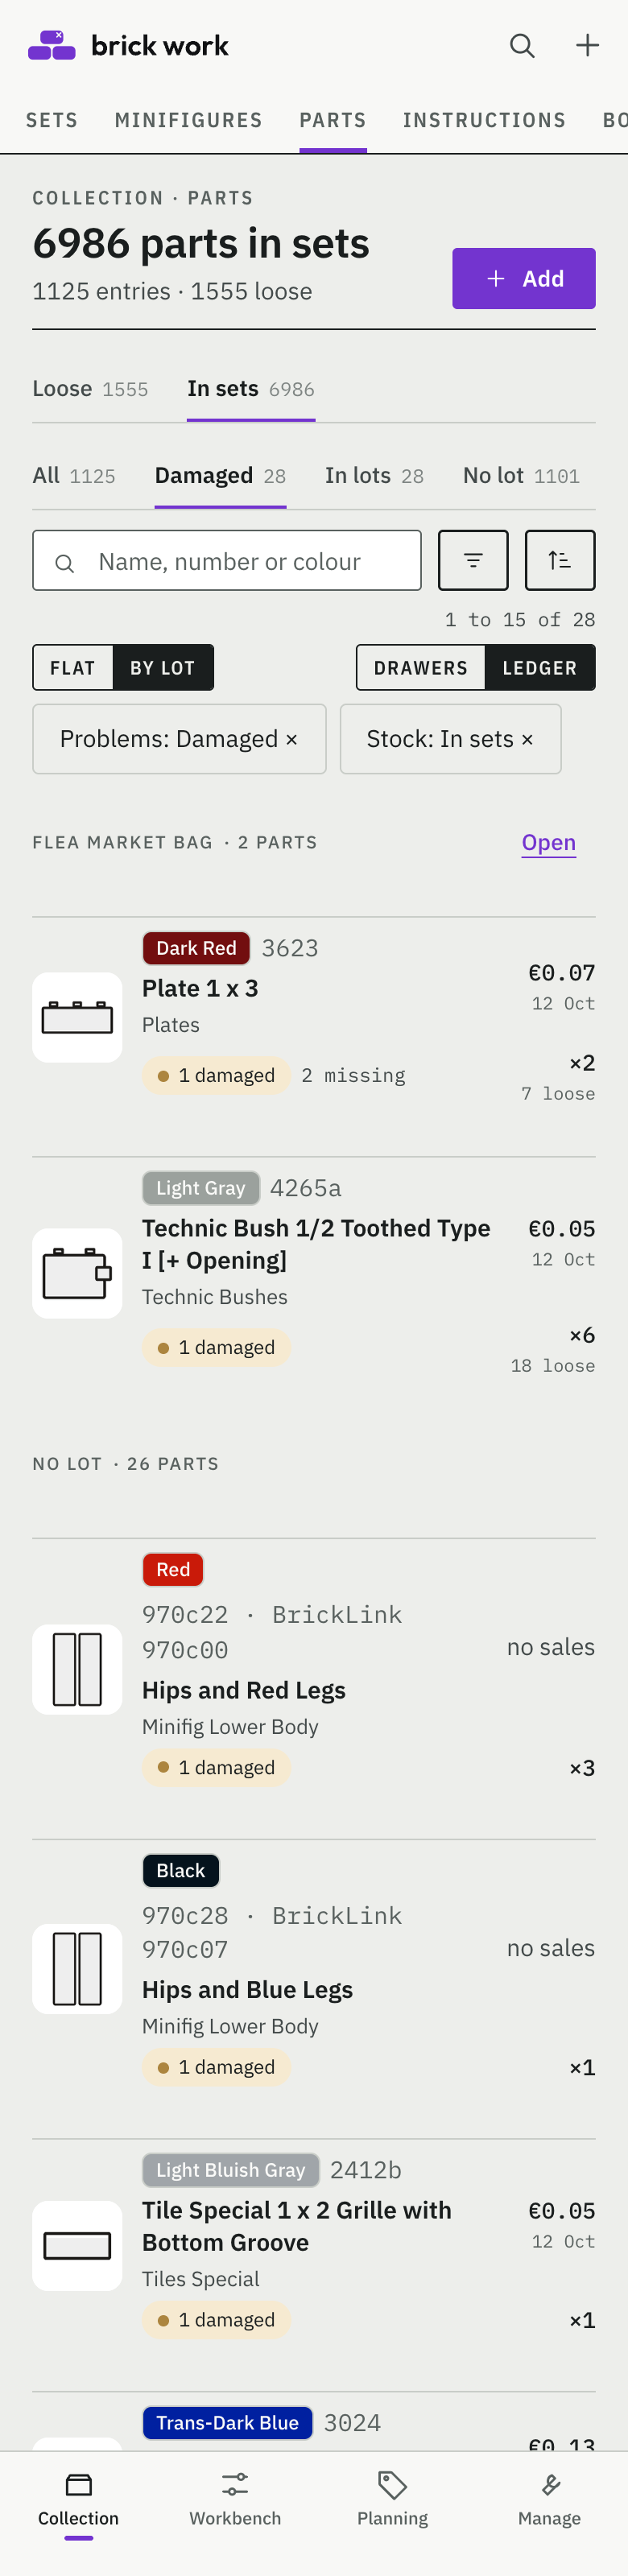 brick work
SETS MINIFIGURES PARTS INSTRUCTIONS BO
COLLECTION · PARTS
6986 parts in sets
1125 entries · 1555 loose
+ Add
Loose 1555 In sets 6986
All 1125 Damaged 28 In lots 28 No lot 1101
Name, number or colour
1 to 15 of 28
FLAT BY LOT DRAWERS LEDGER
Problems: Damaged × Stock: In sets ×
FLEA MARKET BAG · 2 PARTS Open
Dark Red 3623
Plate 1 x 3
€0.07
Plates
12 Oct
1 damaged 2 missing
×2
7 loose
Light Gray 4265a
Technic Bush 1/2 Toothed Type
I [+ Opening]
€0.05
12 Oct
Technic Bushes
1 damaged
×6
18 loose
NO LOT · 26 PARTS
Red
970c22 · BrickLink
970c00
no sales
Hips and Red Legs
Minifig Lower Body
1 damaged
×3
Black
970c28 · BrickLink
970c07
no sales
Hips and Blue Legs
Minifig Lower Body
1 damaged
×1
Light Bluish Gray 2412b
Tile Special 1 x 2 Grille with
Bottom Groove
€0.05
12 Oct
Tiles Special
1 damaged
×1
Trans-Dark Blue 3024
€0.13
Collection Workbench Planning Manage